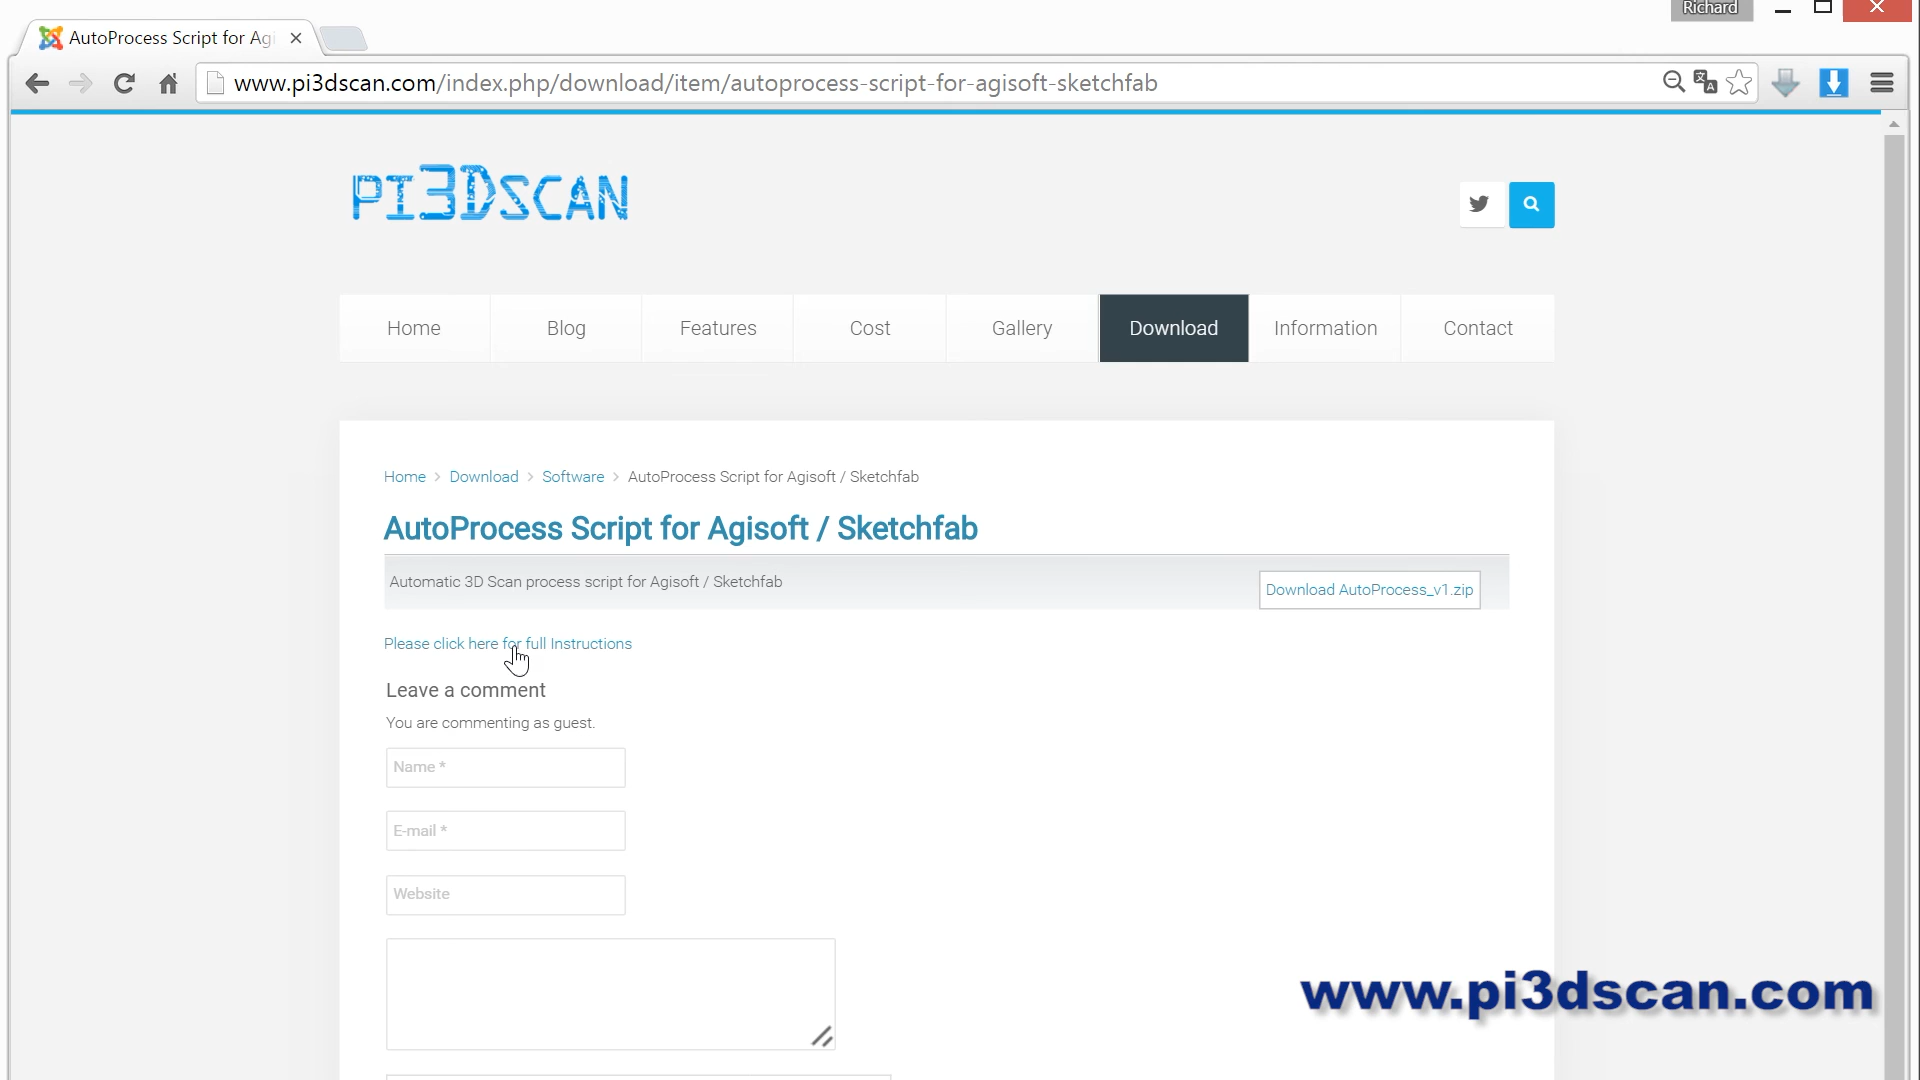 Richard
AutoProcess Script for Agi
www.pi3dscan.com/index.php/download/item/autoprocess-script-for-agisoft-sketchfab
PI3DSCAN
Home
Blog
Features
Cost
Gallery
Download
Information
Contact
Home > Download > Software > AutoProcess Script for Agisoft / Sketchfab
AutoProcess Script for Agisoft / Sketchfab
Automatic 3D Scan process script for Agisoft / Sketchfab
Download AutoProcess_v1.zip
Please click here for full Instructions
Leave a comment
You are commenting as guest.
Name *
E-mail *
Website
www.pi3dscan.com